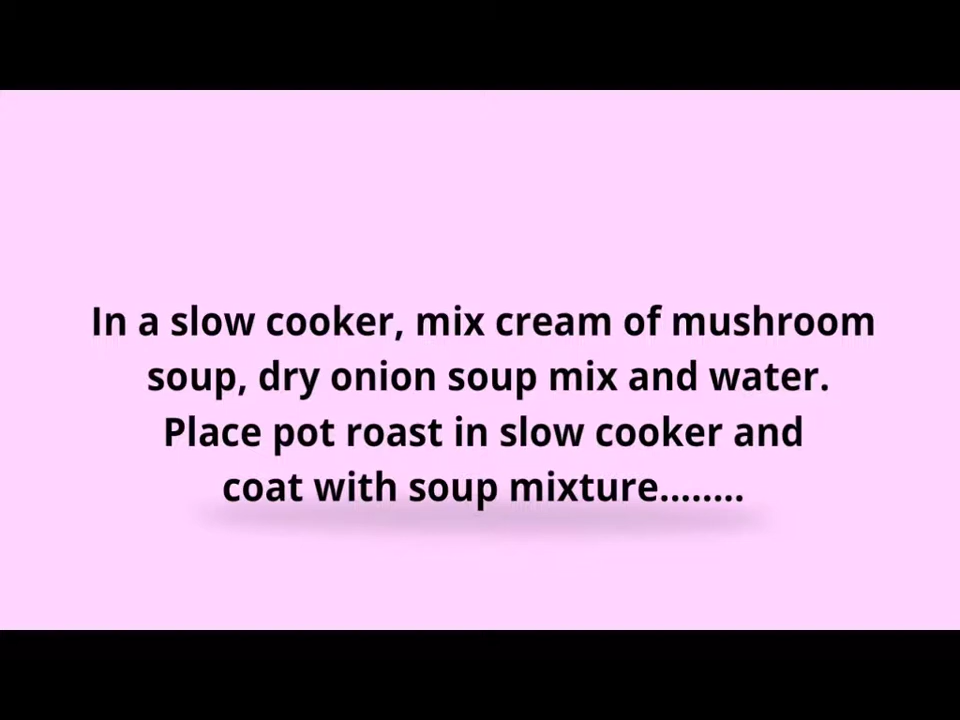 In a slow cooker, mix cream of mushroom
soup, dry onion soup mix and water.
Place pot roast in slow cooker and
coat with soup mixture........